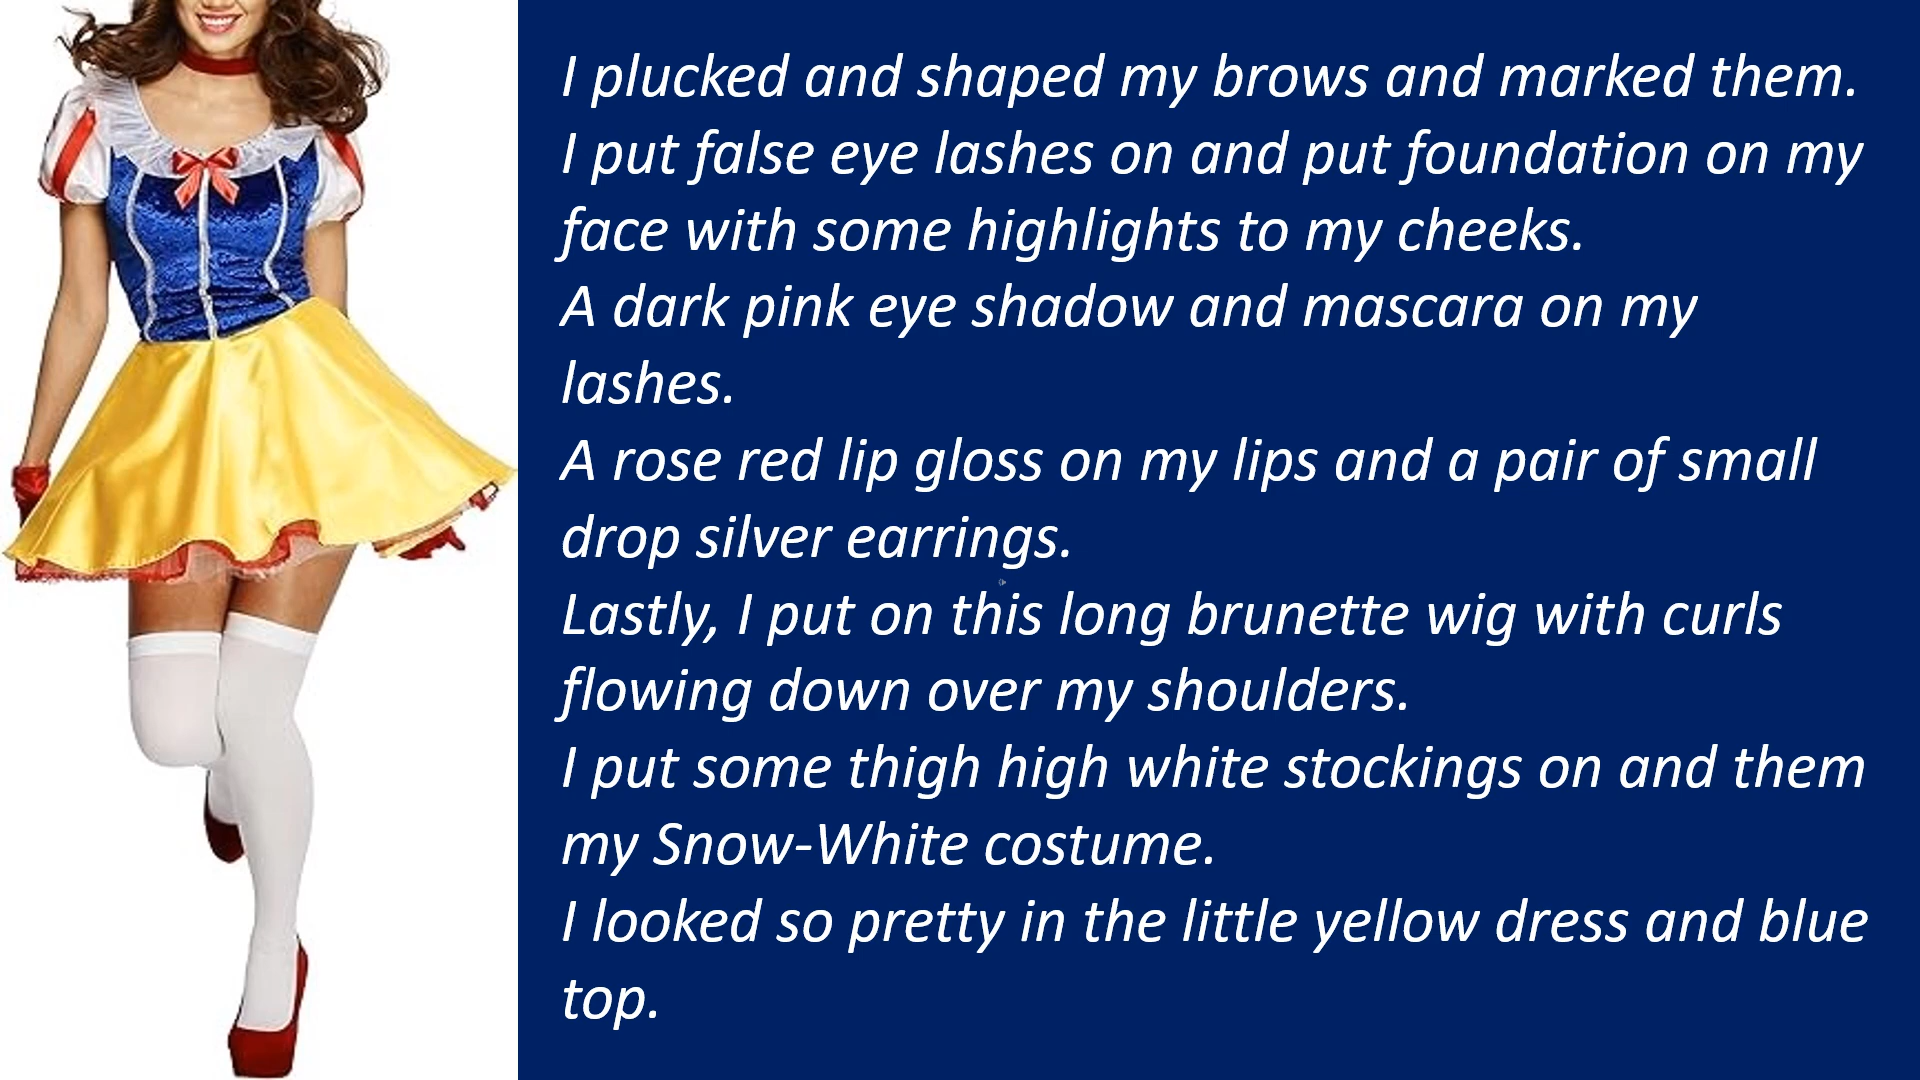 I plucked and shaped my brows and marked them.
I put false eye lashes on and put foundation on my
face with some highlights to my cheeks.
A dark pink eye shadow and mascara on my
lashes.
A rose red lip gloss on my lips and a pair of small
drop silver earrings.
Lastly, I put on this long brunette wig with curls
flowing down over my shoulders.
I put some thigh high white stockings on and them
my Snow-White costume.
I looked so pretty in the little yellow dress and blue
top.